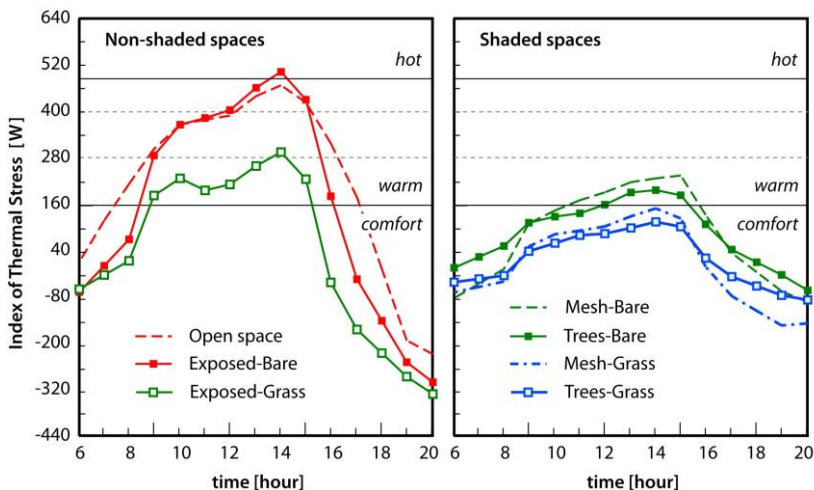 Index of Thermal Stress [W]
640
520
400
280
160
40
-80
-200
-320
-440
Non-shaded spaces
hot
warm
comfort
Open space
Exposed-Bare
Exposed-Grass
6 8 10 12 14 16 18 20
time [hour]
Shaded spaces
hot
warm
comfort
Mesh-Bare
Trees-Bare
Mesh-Grass
Trees-Grass
6 8 10 12 14 16 18 20
time [hour]